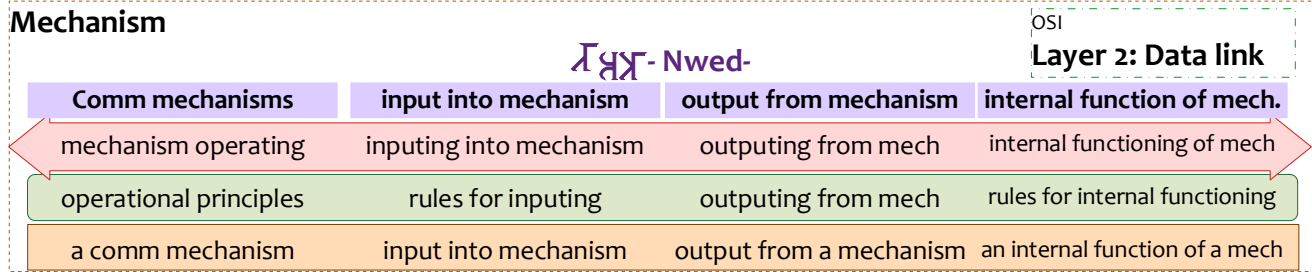 Mechanism
OSI
Layer 2: Data link
- Nwed-
Comm mechanisms input into mechanism output from mechanism internal function of mech.
mechanism operating inputing into mechanism outputing from mech internal functioning of mech
operational principles rules for inputing outputing from mech rules for internal functioning
a comm mechanism input into mechanism output from a mechanism an internal function of a mech